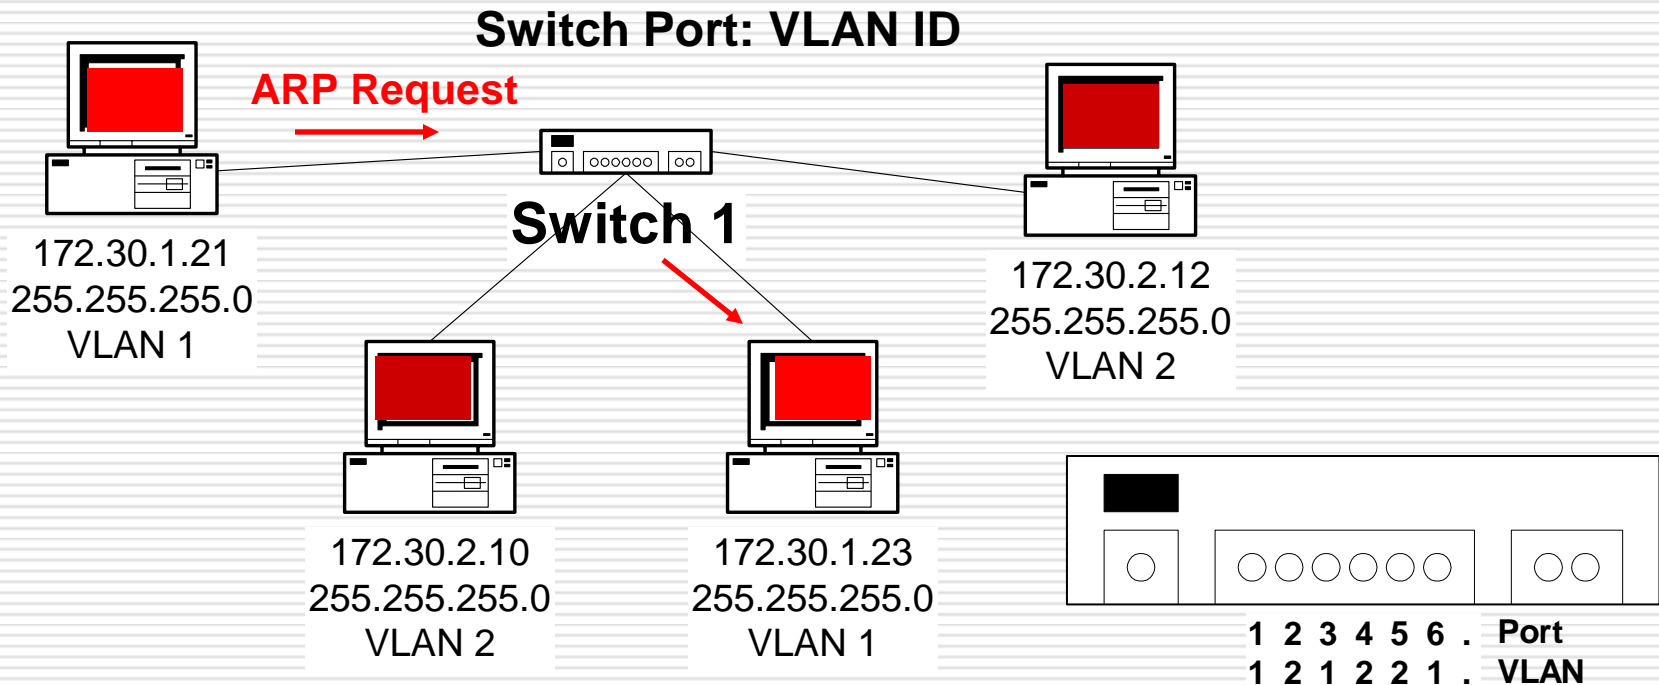 Switch Port: VLAN ID
ARP Request
Switch 1
172.30.1.21
255.255.255.0
VLAN 1
172.30.2.12
255.255.255.0
VLAN 2
172.30.2.10
255.255.255.0
VLAN 2
172.30.1.23
255.255.255.0
VLAN 1
1 2 3 4 5 6 . Port
1 2 1 2 2 1 . VLAN